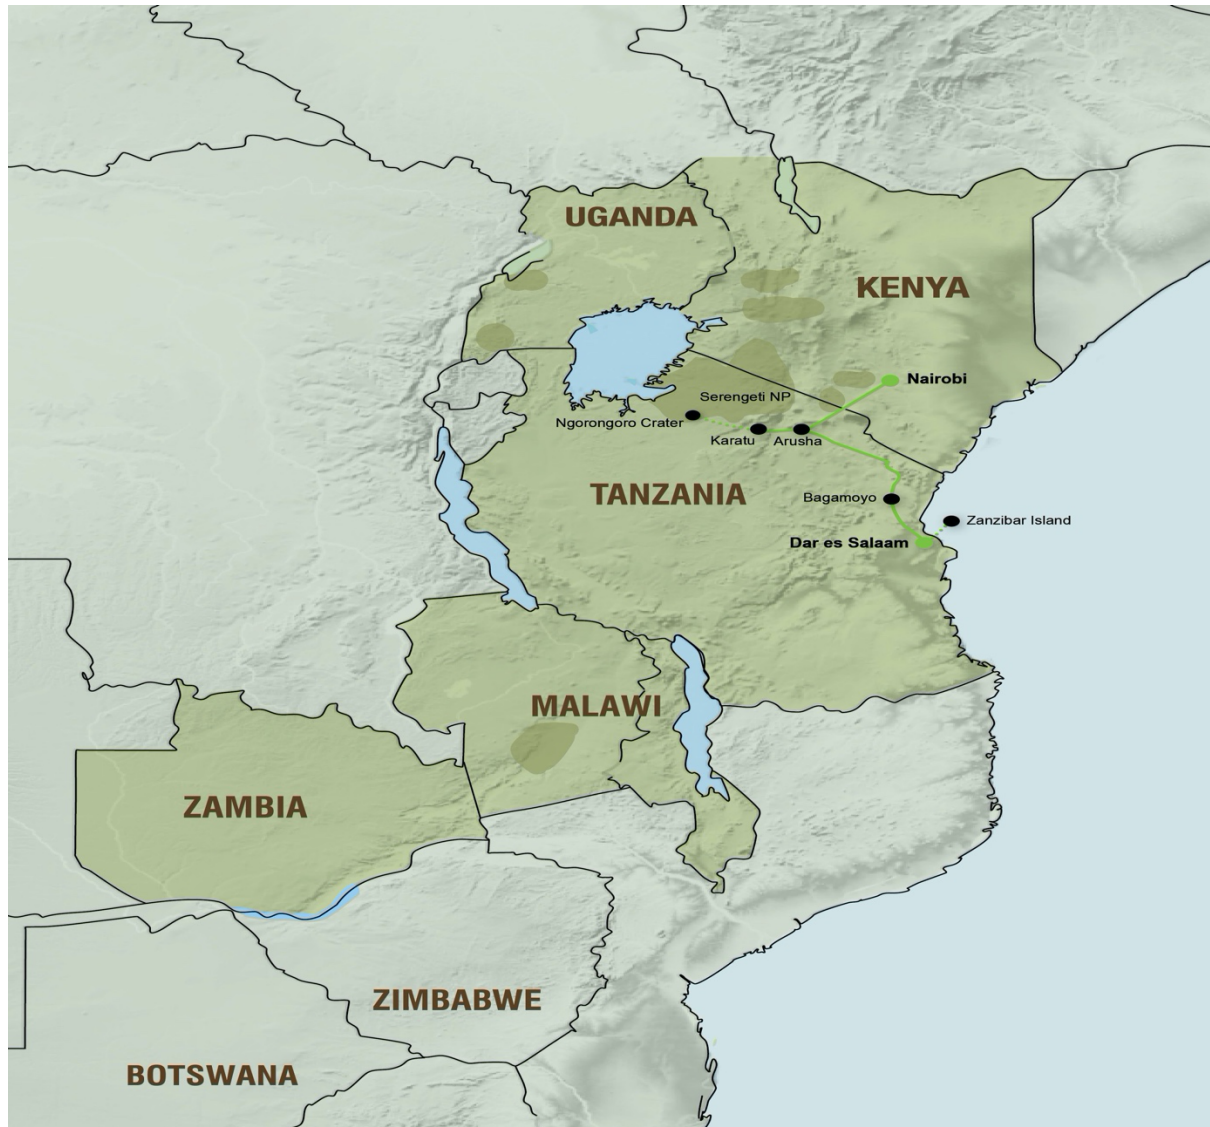 UGANDA
KENYA
Nairobi
Serengeti NP
Ngorongoro Crater
Karatu
Arusha
TANZANIA
Bagamoyo
Zanzibar Island
Dar es Salaam
MALAWI
ZAMBIA
ZIMBABWE
BOTSWANA